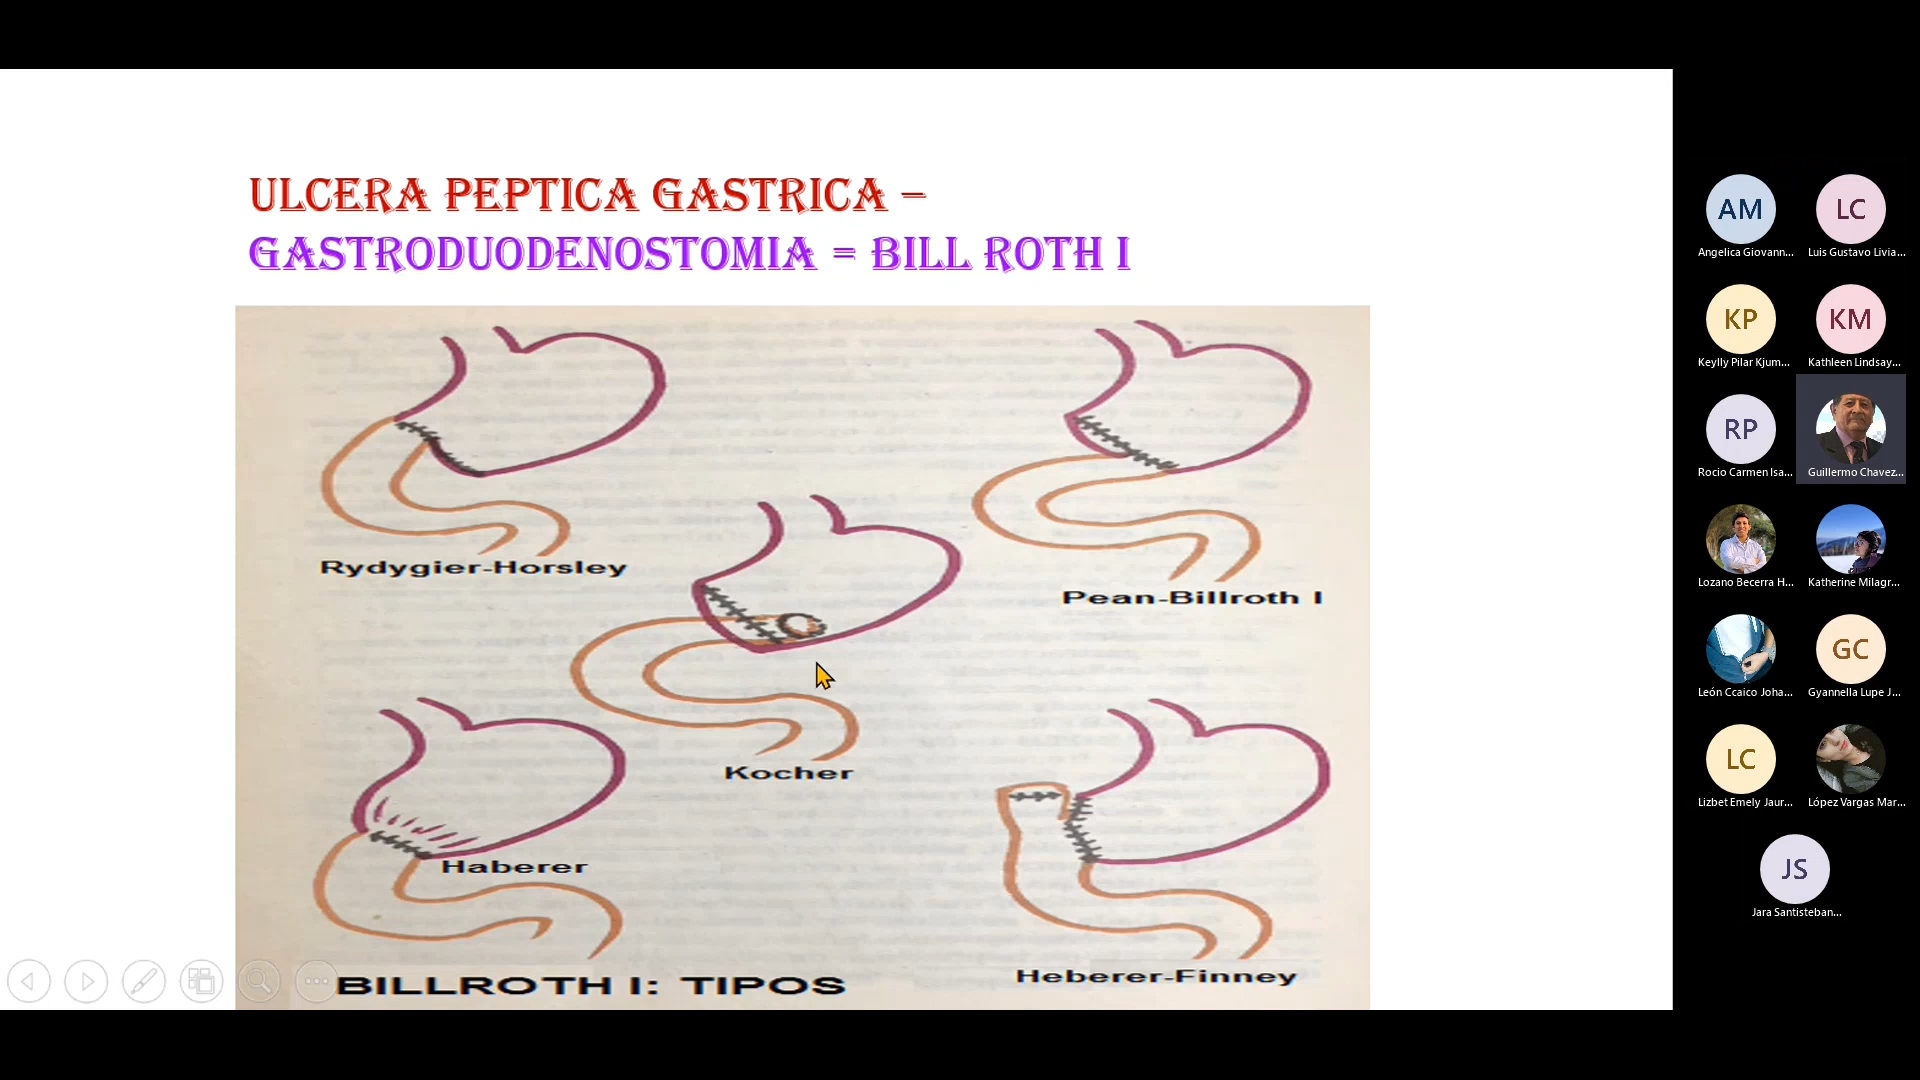 ULCERA PEPTICA GASTRICA –
GASTRODUODENOSTOMIA = BILL ROTH I
Rydygier-Horsley
Pean-Billroth I
Kocher
Haberer
Heberer-Finney
BILLROTH I: TIPOS
AM
Angelica Giovann...
LC
Luis Gustavo Livia...
KP
Keylly Pilar Kjum...
KM
Kathleen Lindsay...
RP
Rocio Carmen Isa...
Guillermo Chavez...
Lozano Becerra H...
Katherine Milagr...
León Ccaico Joha...
GC
Gyannella Lupe J...
LC
Lizbet Emely Jaur...
López Vargas Mar...
JS
Jara Santisteban...